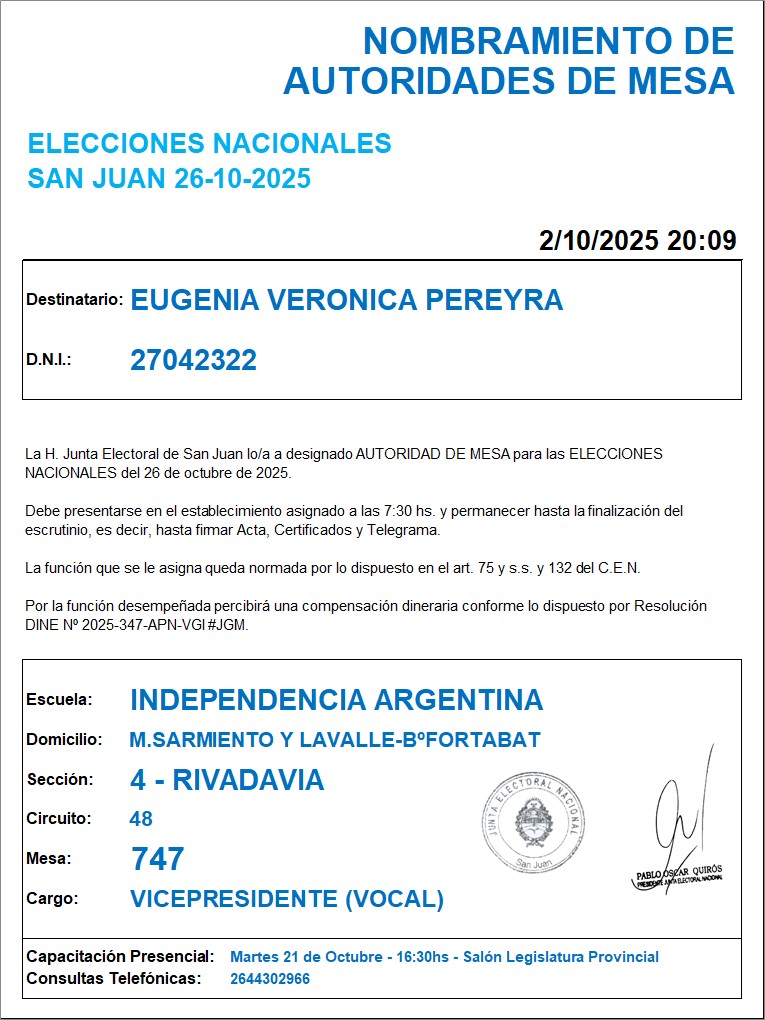 NOMBRAMIENTO DE
AUTORIDADES DE MESA
ELECCIONES NACIONALES
SAN JUAN 26-10-2025
2/10/2025 20:09
Destinatario: EUGENIA VERONICA PEREYRA
D.N.I.: 27042322
La H. Junta Electoral de San Juan lo/a a designado AUTORIDAD DE MESA para las ELECCIONES
NACIONALES del 26 de octubre de 2025.
Debe presentarse en el establecimiento asignado a las 7:30 hs. y permanecer hasta la finalización del
escrutinio, es decir, hasta firmar Acta, Certificados y Telegrama.
La función que se le asigna queda normada por lo dispuesto en el art. 75 y s.s. y 132 del C.E.N.
Por la función desempeñada percibirá una compensación dineraria conforme lo dispuesto por Resolución
DINE Nº 2025-347-APN-VGI#JGM.
Escuela: INDEPENDENCIA ARGENTINA
Domicilio: M.SARMIENTO Y LAVALLE-BºFORTABAT
Sección: 4 - RIVADAVIA
Circuito: 48
Mesa: 747
Cargo: VICEPRESIDENTE (VOCAL)
JUNTA ELECTORAL NACIONAL
San Juan
PABLO OSCAR QUIRÓS
PRESIDENTE JUNTA ELECTORAL NACIONAL
Capacitación Presencial: Martes 21 de Octubre - 16:30hs - Salón Legislatura Provincial
Consultas Telefónicas: 2644302966